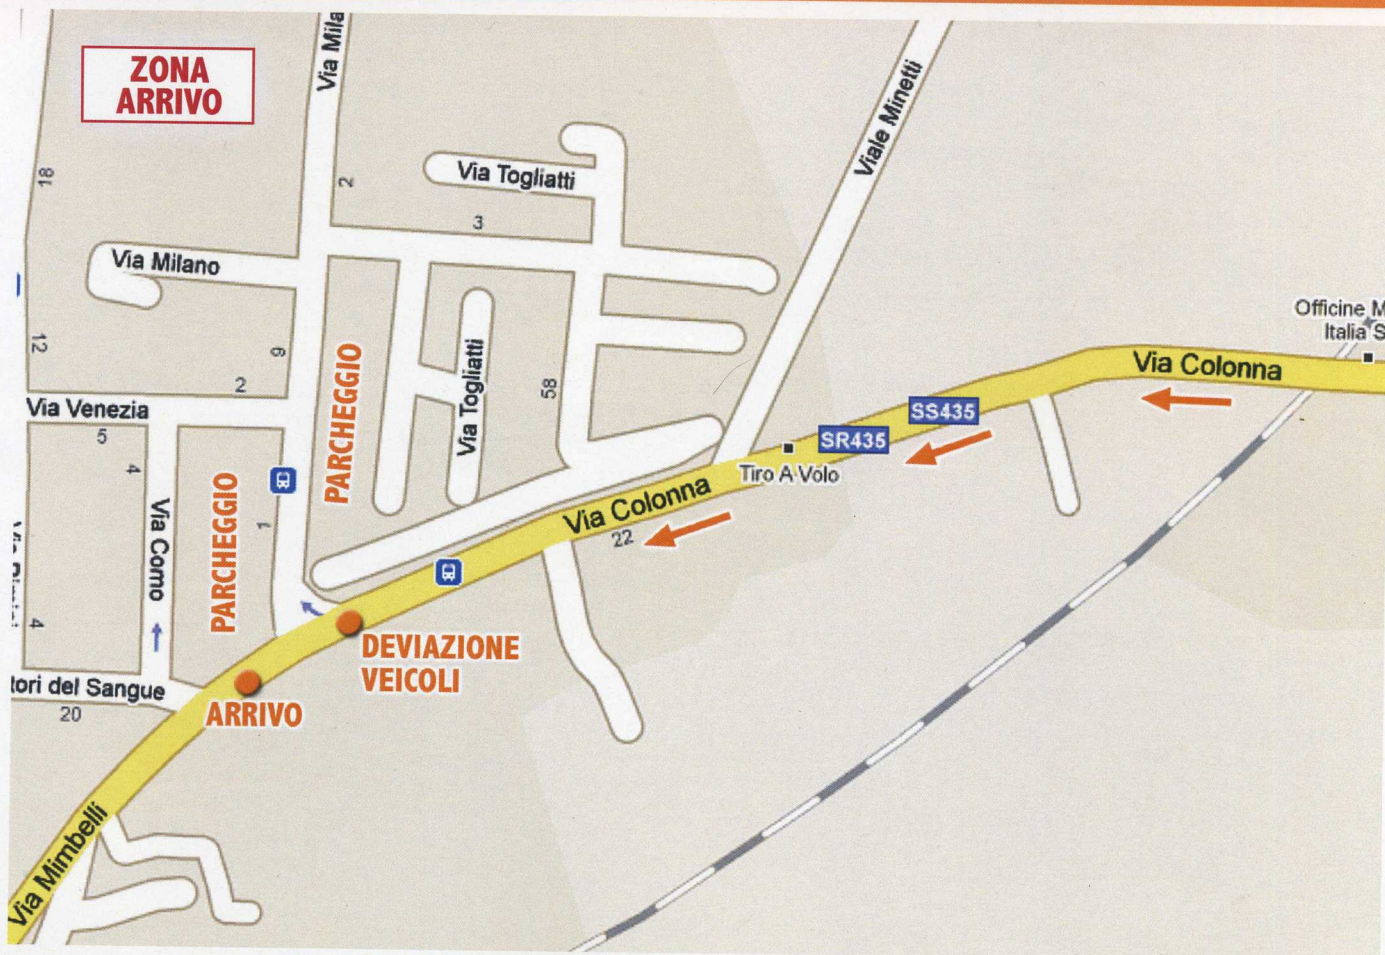 ZONA
ARRIVO
Via Mila
Viale Minetti
18
2
Via Togliatti
3
Via Milano
Officine M
Italia S
12
9
2
PARCHEGGIO
Via Togliatti
58
Via Colonna
Via Venezia
5
4
SS435
SR435
Tiro A Volo
PARCHEGGIO
1
Via Como
Via Colonna
22
4
DEVIAZIONE
VEICOLI
tori del Sangue
20
ARRIVO
Via Mimbelli